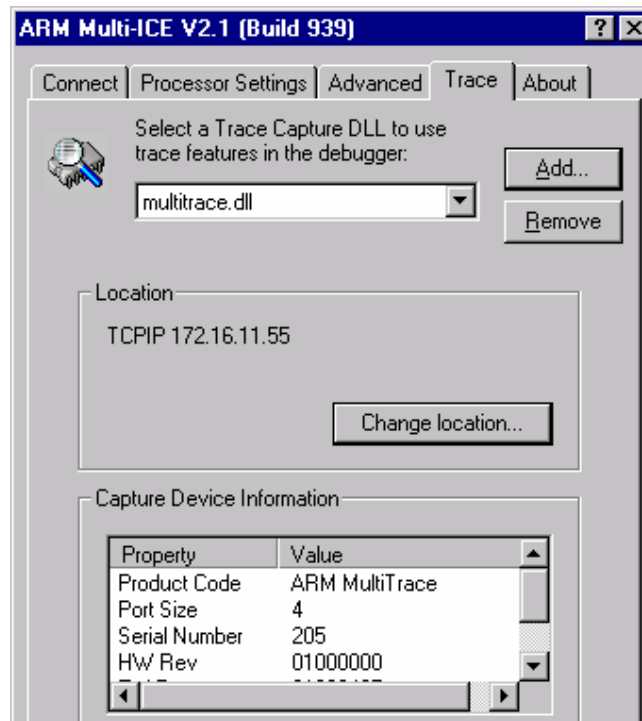 ARM Multi-ICE V2.1 (Build 939)
Connect Processor Settings Advanced Trace About
Select a Trace Capture DLL to use
trace features in the debugger:
Add...
multitrace.dll
Remove
Location
TCPIP 172.16.11.55
Change location...
Capture Device Information
Property Value
Product Code ARM MultiTrace
Port Size 4
Serial Number 205
HW Rev 01000000